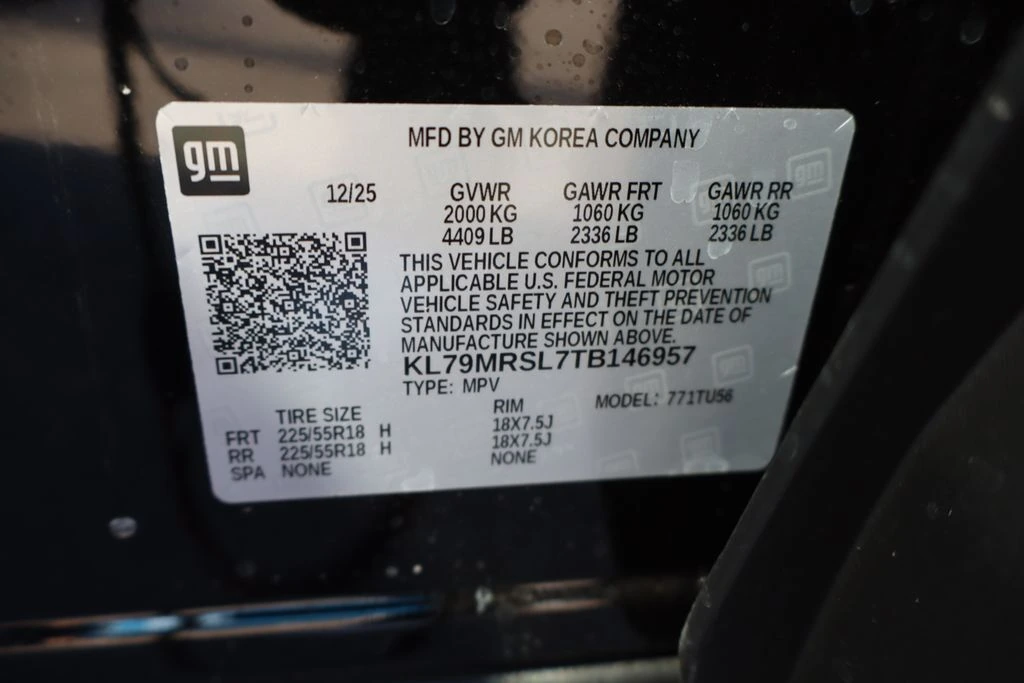 gm
MFD BY GM KOREA COMPANY
12/25 GVWR GAWR FRT GAWR RR
2000 KG 1060 KG 1060 KG
4409 LB 2336 LB 2336 LB
THIS VEHICLE CONFORMS TO ALL
APPLICABLE U.S. FEDERAL MOTOR
VEHICLE SAFETY AND THEFT PREVENTION
STANDARDS IN EFFECT ON THE DATE OF
MANUFACTURE SHOWN ABOVE.
KL79MRSL7TB146957
TYPE: MPV
MODEL: 771TU56
TIRE SIZE RIM
FRT 225/55R18 H 18X7.5J
RR 225/55R18 H 18X7.5J
SPA NONE NONE